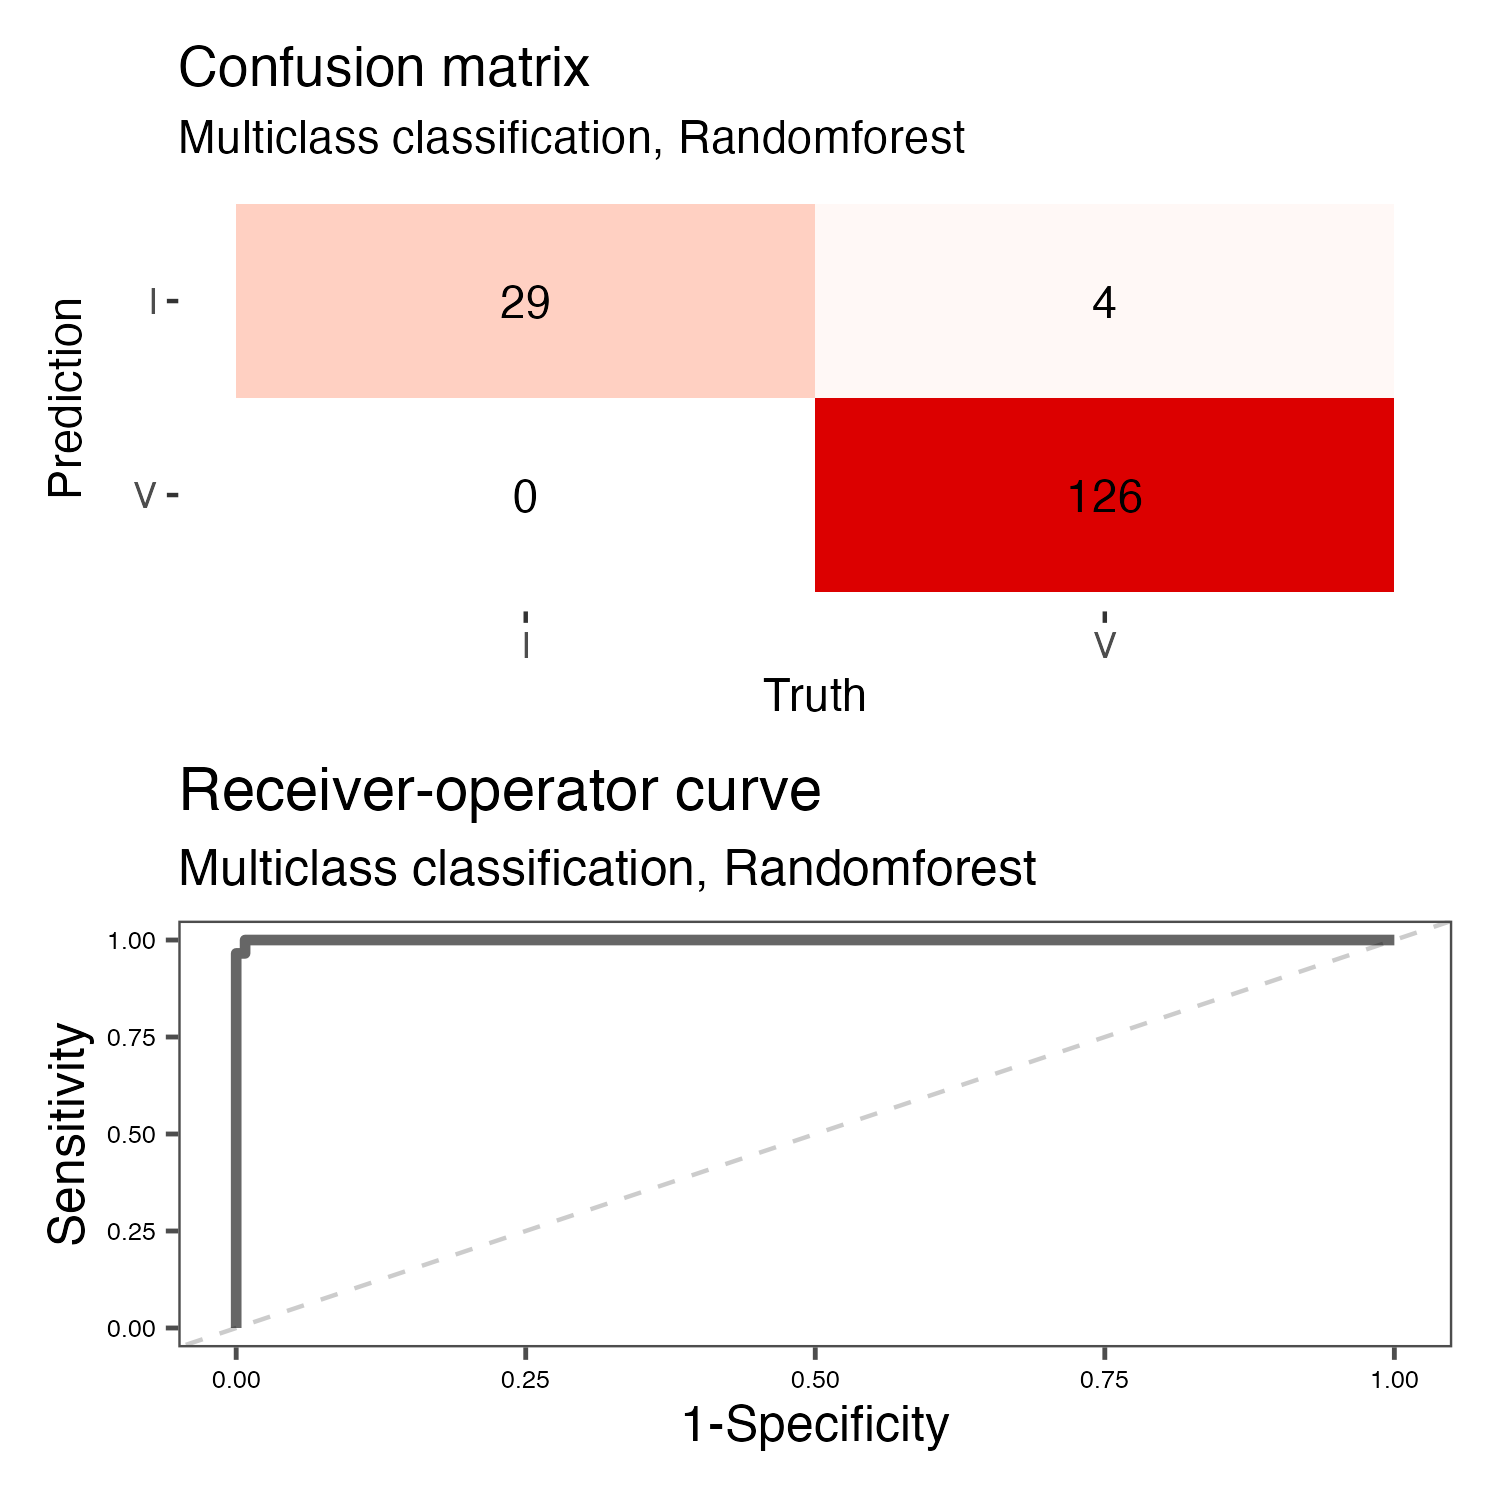 Confusion matrix
Multiclass classification, Randomforest
Prediction
I
29
4
V
0
126
I
V
Truth
Receiver-operator curve
Multiclass classification, Randomforest
Sensitivity
1.00
0.75
0.50
0.25
0.00
0.00
0.25
0.50
0.75
1.00
1-Specificity